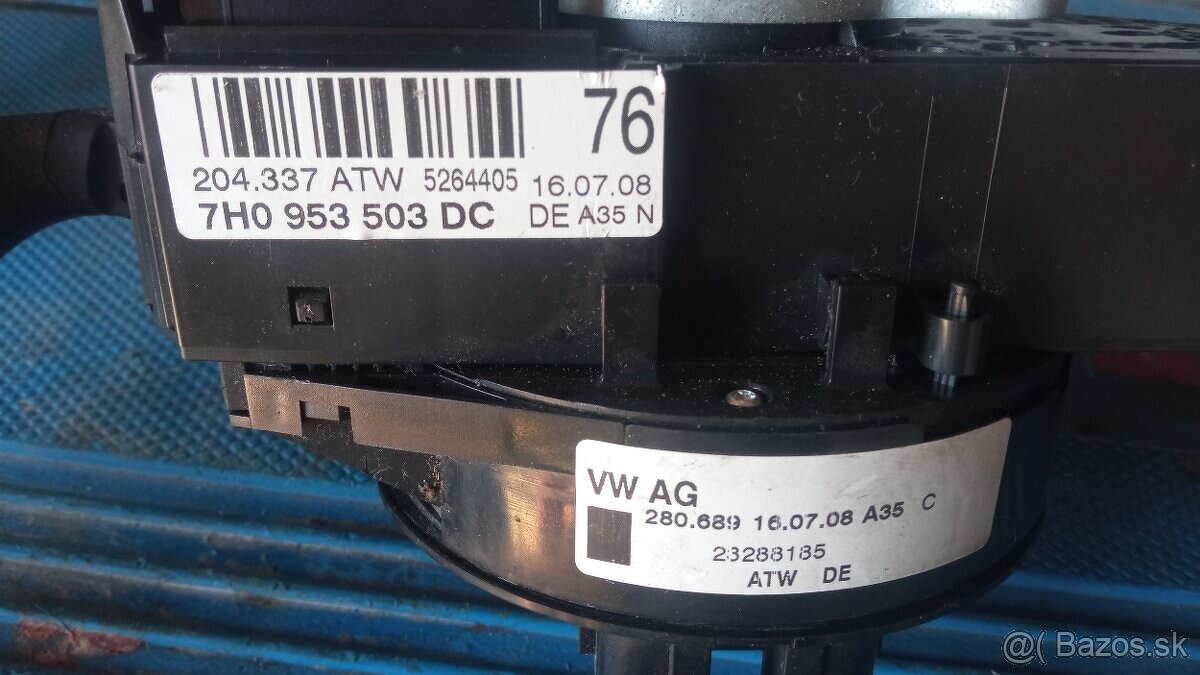 76
204.337 ATW 5264405 16.07.08
7H0 953 503 DC DE A35 N
VW AG
280.689 16.07.08 A35 C
23288185
ATW DE
@( Bazos.sk